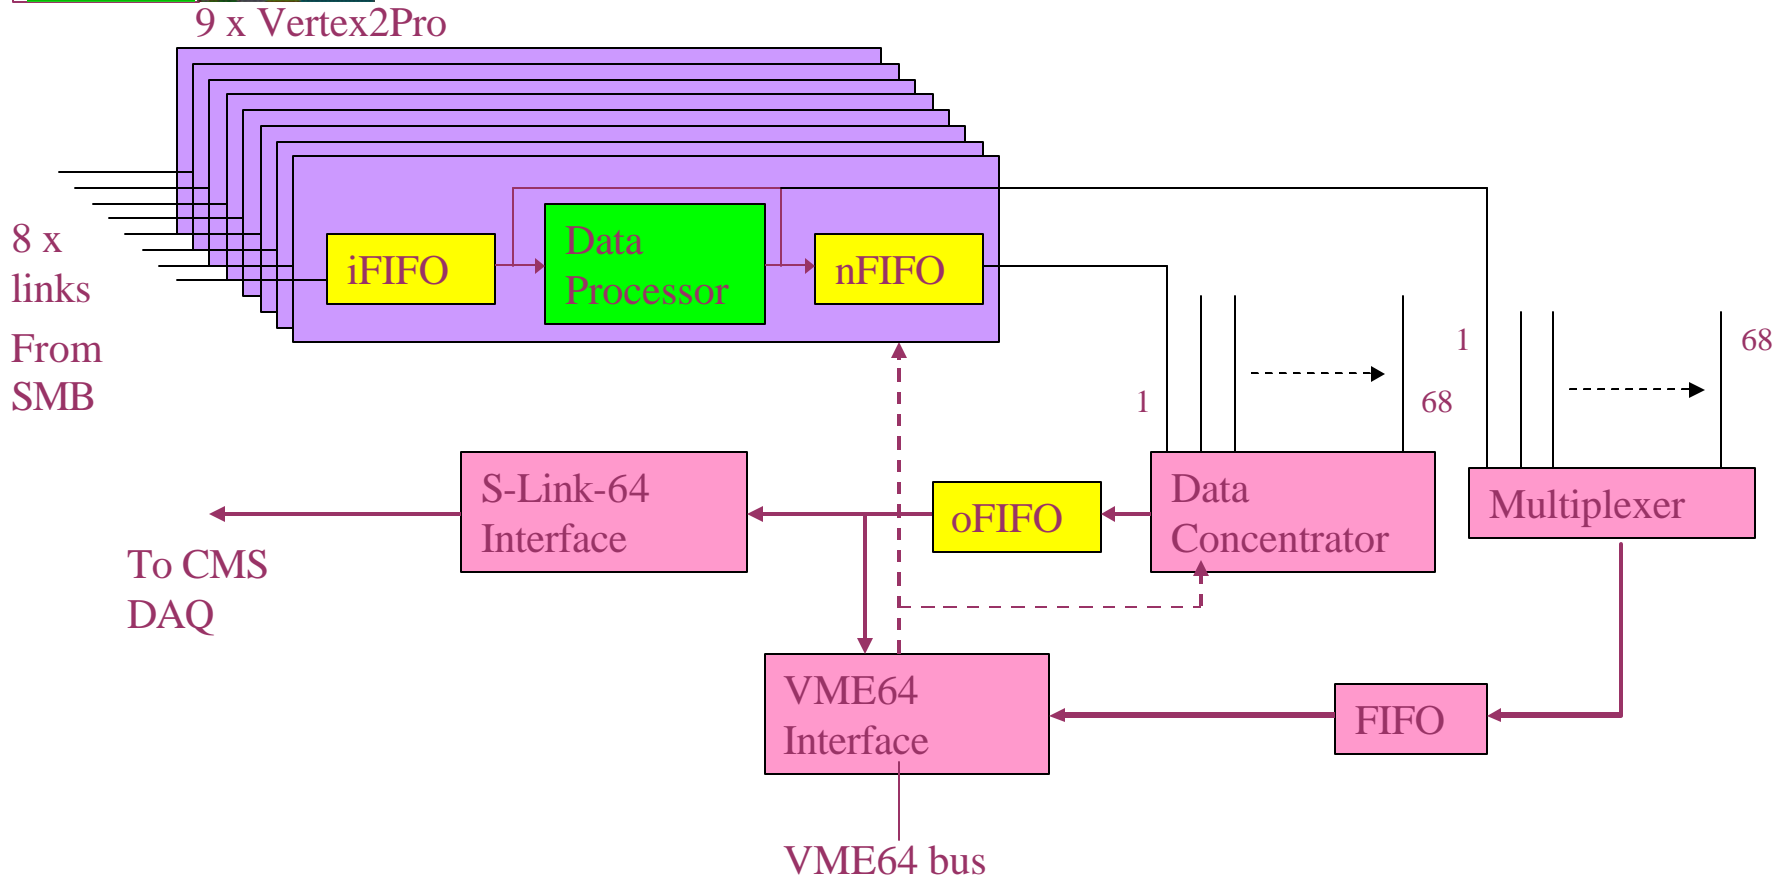 9 x Vertex2Pro
8 x
links
From
SMB
iFIFO
Data
Processor
nFIFO
1
68
1
68
S-Link-64
Interface
oFIFO
Data
Concentrator
Multiplexer
To CMS
DAQ
VME64
Interface
FIFO
VME64 bus